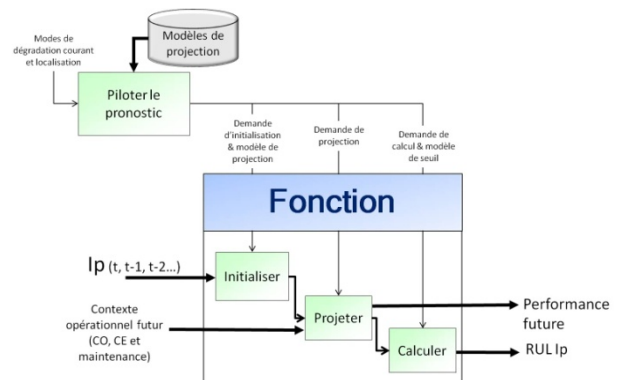 Modes de
dégradation courant
et localisation
Modèles de
projection
Piloter le
pronostic
Demande
d'initialisation
& modèle de
projection
Demande de
projection
Demande de
calcul & modèle
de seuil
Fonction
Ip (t, t-1, t-2...)
Initialiser
Contexte
opérationnel futur
(CO, CE et
maintenance)
Projeter
Performance
future
Calculer
RUL Ip